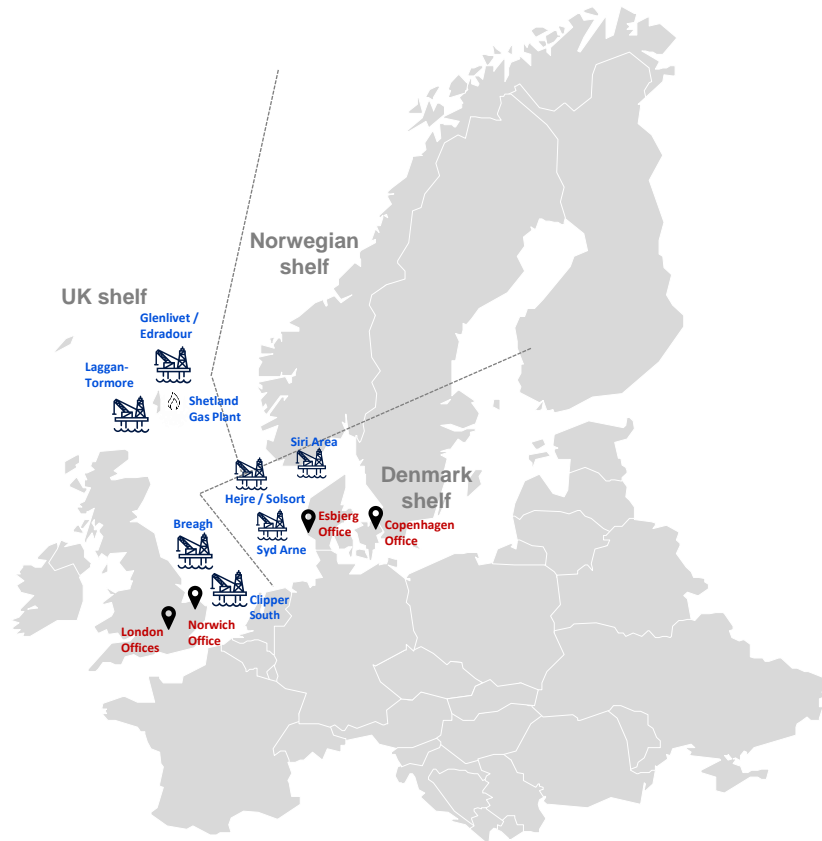 Norwegian
shelf
UK shelf
Glenlivet /
Edradour
Laggan-
Tormore
Shetland
Gas Plant
Siri Area
Denmark
shelf
Hejre / Solsort
Esbjerg
Office
Copenhagen
Office
Breagh
Syd Arne
Clipper
South
London
Offices
Norwich
Office